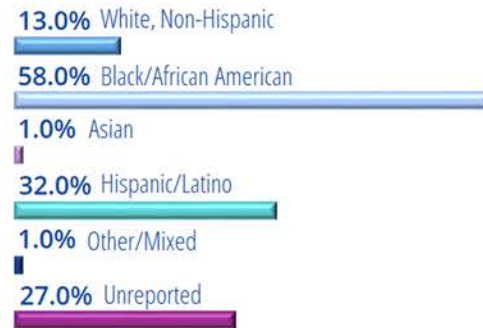 13.0% White, Non-Hispanic
58.0% Black/African American
1.0% Asian
32.0% Hispanic/Latino
1.0% Other/Mixed
27.0% Unreported